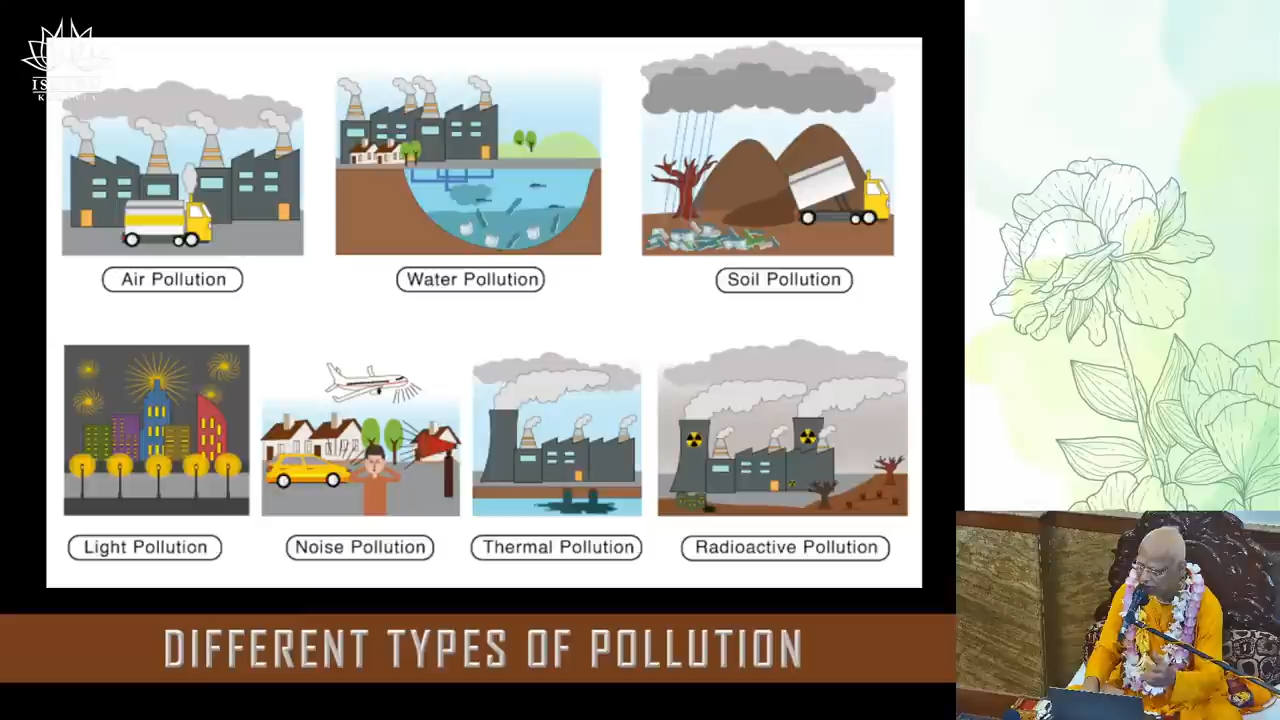 Air Pollution
Water Pollution
Soil Pollution
Light Pollution
Noise Pollution
Thermal Pollution
Radioactive Pollution
DIFFERENT TYPES OF POLLUTION